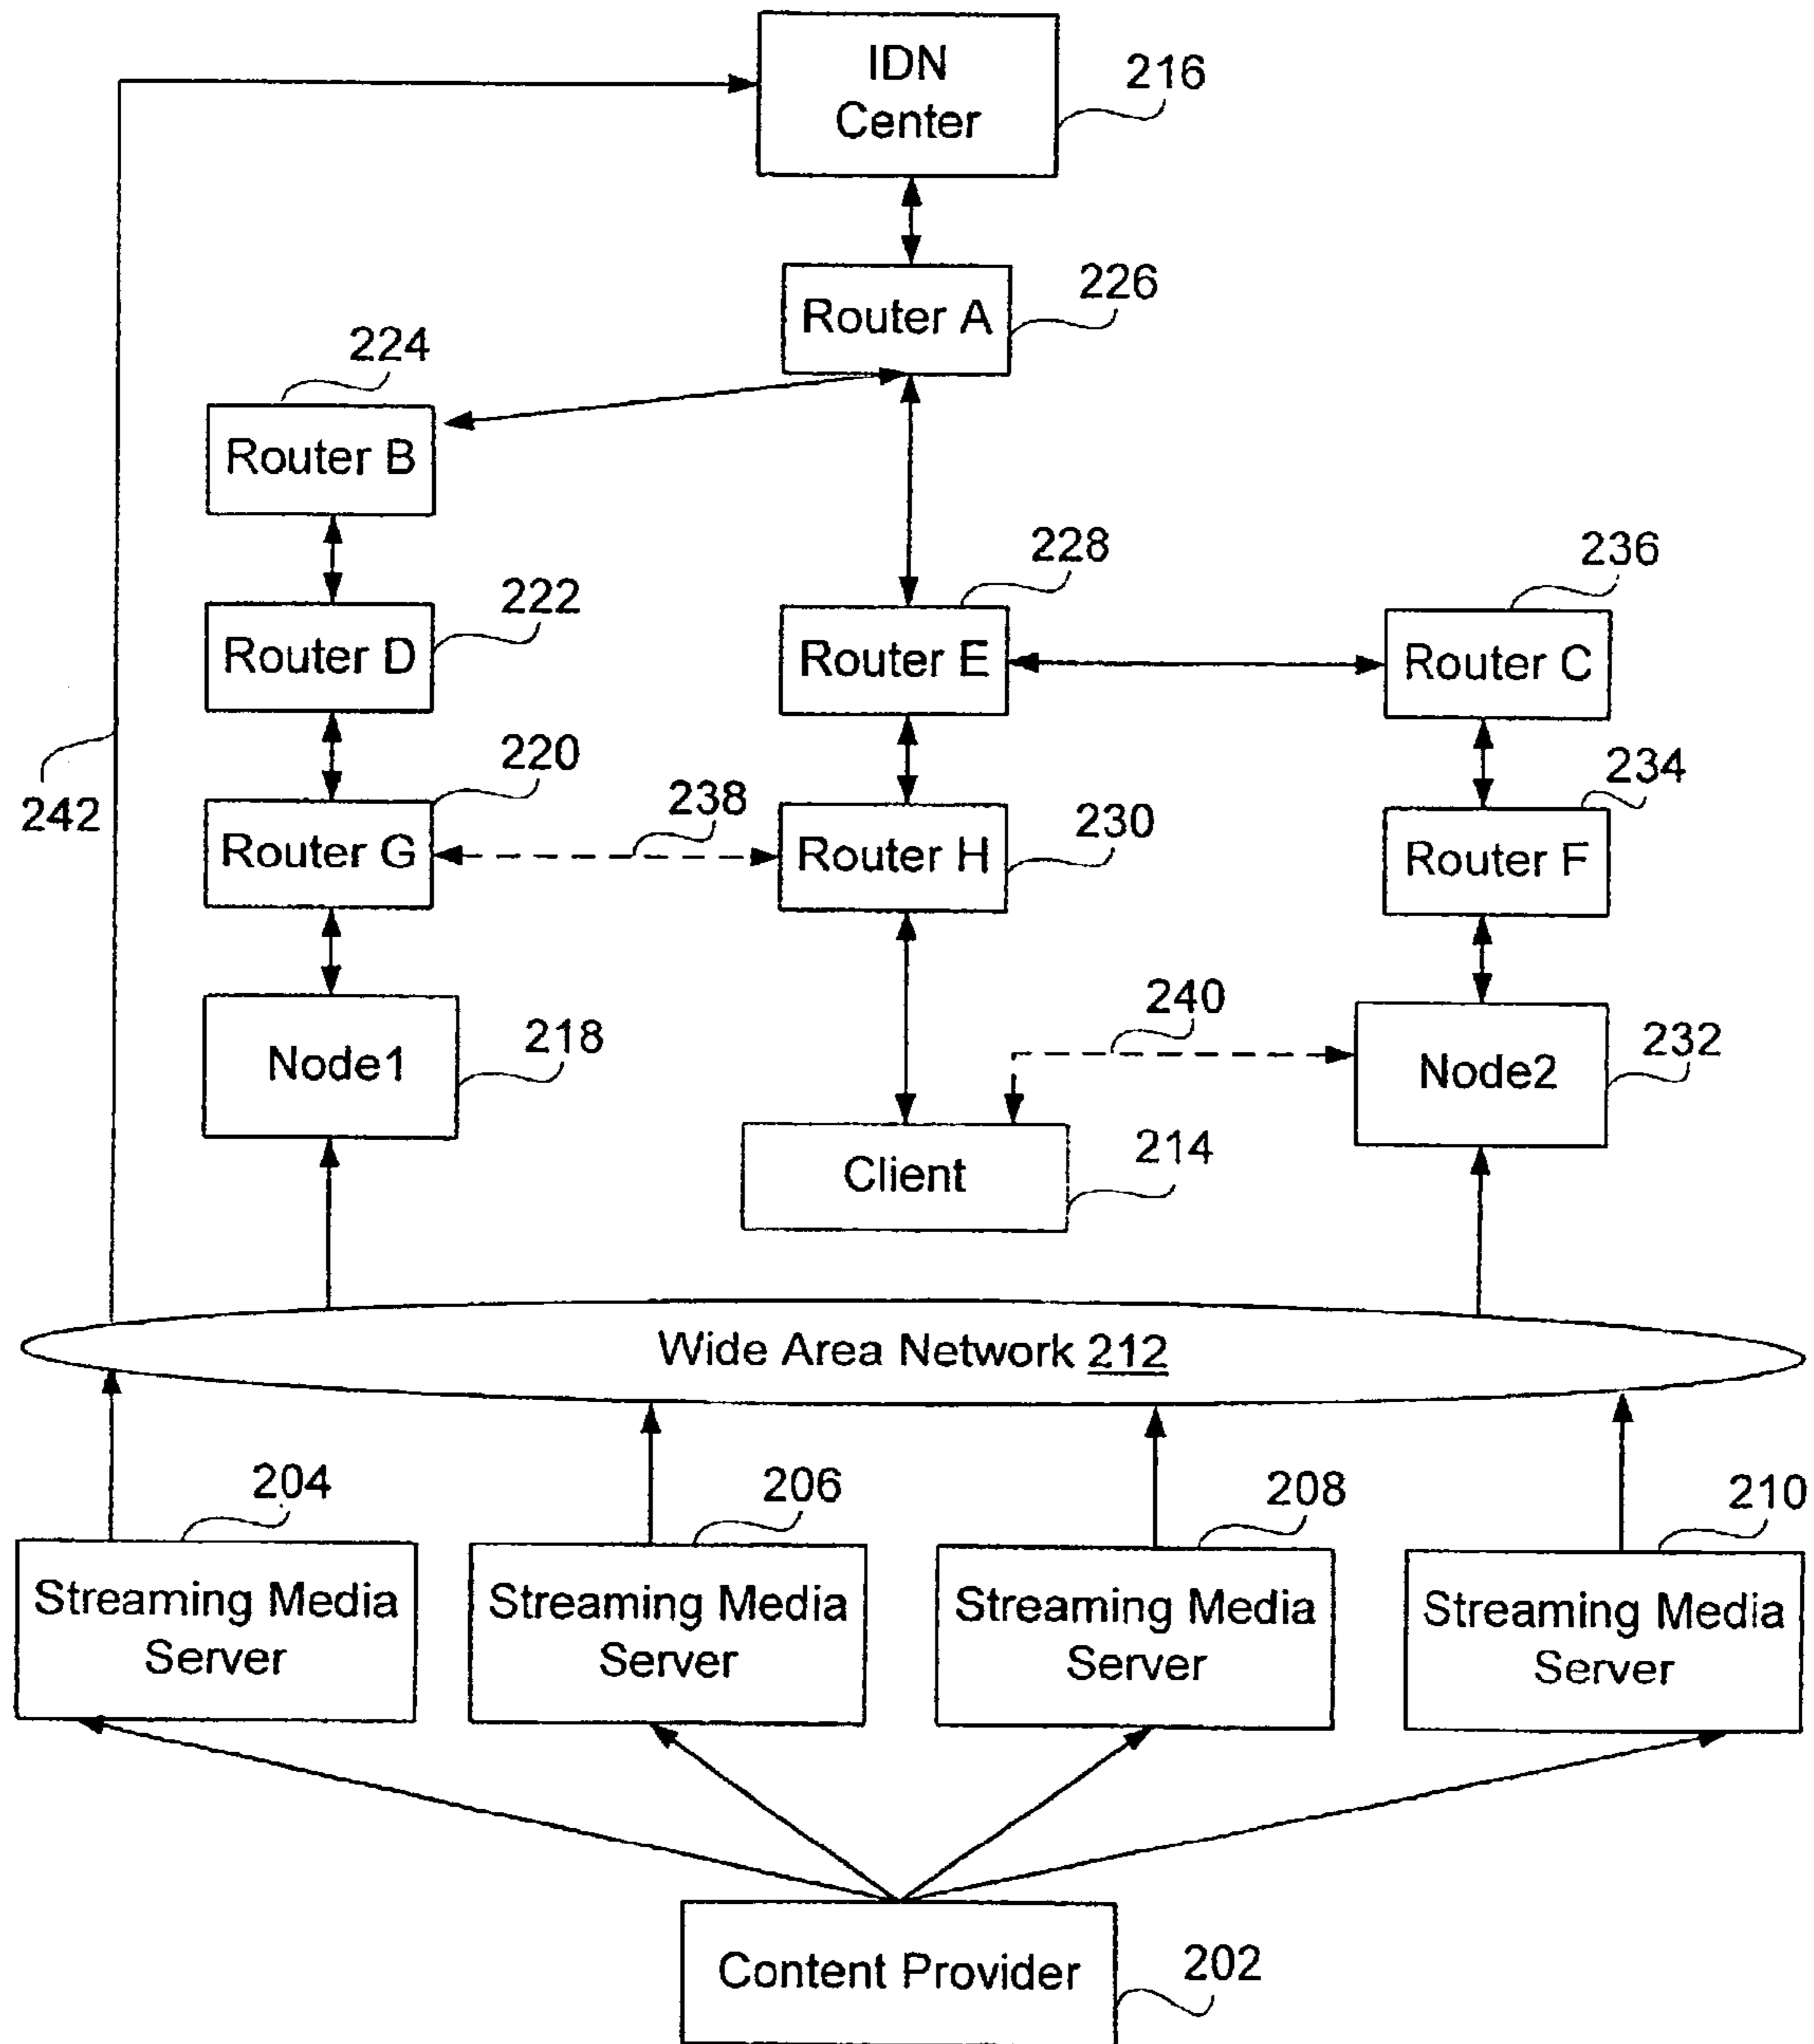 IDN
Center
216
Router A
226
224
Router B
228
236
222
Router D
Router E
Router C
242
220
238
230
234
Router G
Router H
Router F
240
Node1
218
Node2
232
Client
214
Wide Area Network 212
204
206
208
210
Streaming Media
Server
Streaming Media
Server
Streaming Media
Server
Streaming Media
Server
Content Provider
202